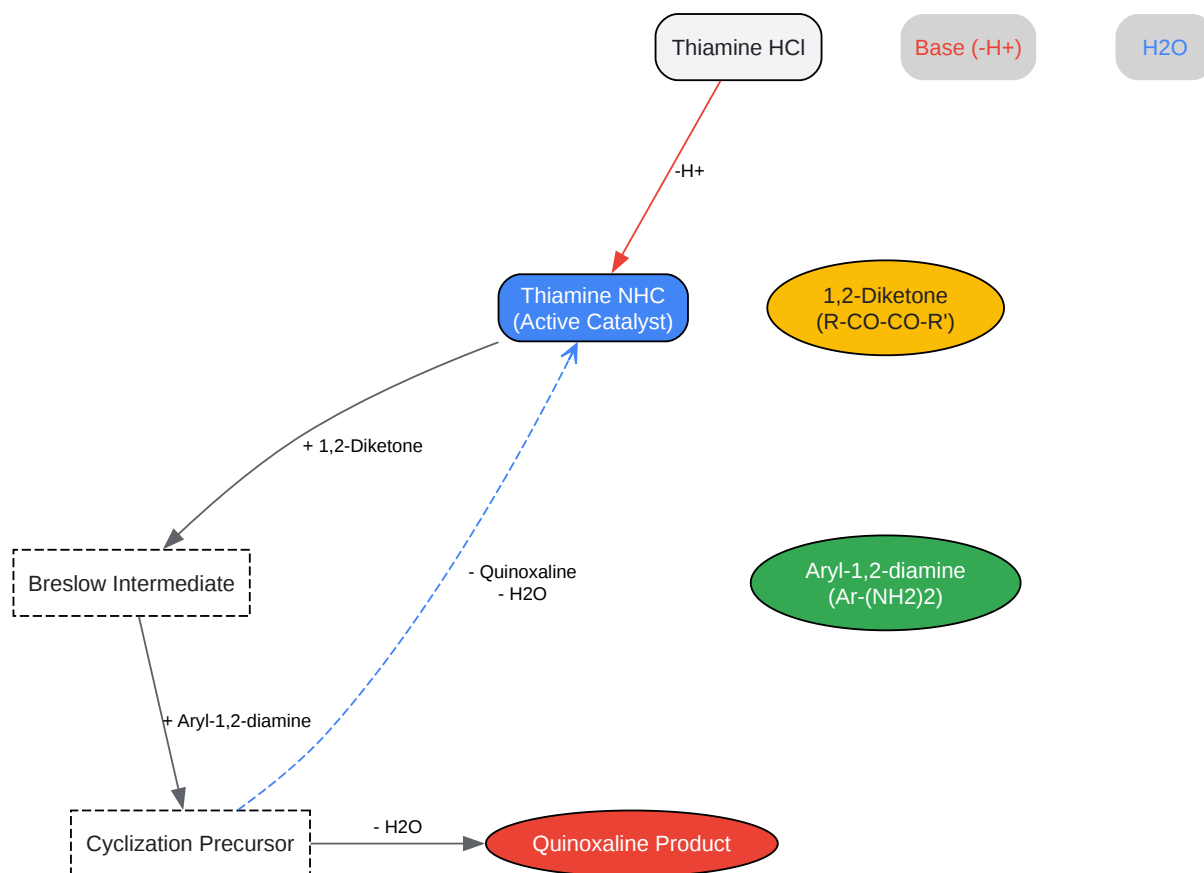 Thiamine HCl
Base (-H+)
H2O
-H+
Thiamine NHC
(Active Catalyst)
1,2-Diketone
(R-CO-CO-R')
+ 1,2-Diketone
Breslow Intermediate
- Quinoxaline
- H2O
Aryl-1,2-diamine
(Ar-(NH2)2)
+ Aryl-1,2-diamine
Cyclization Precursor
- H2O
Quinoxaline Product